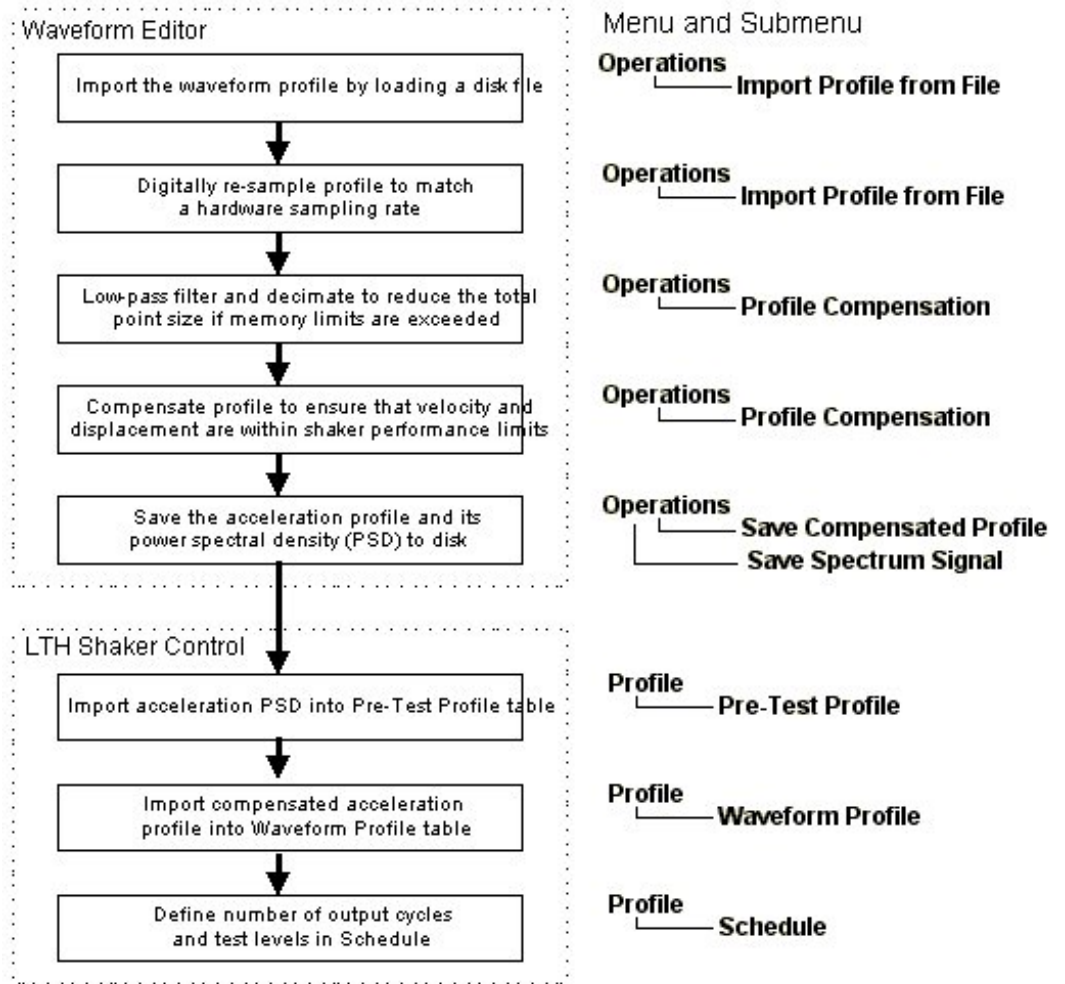 Waveform Editor
Import the waveform profile by loading a disk file
Digitally re-sample profile to match
a hardware sampling rate
Low-pass filter and decimate to reduce the total
point size if memory limits are exceeded
Compensate profile to ensure that velocity and
displacement are within shaker performance limits
Save the acceleration profile and its
power spectral density (PSD) to disk
LTH Shaker Control
Import acceleration PSD into Pre-Test Profile table
Import compensated acceleration
profile into Waveform Profile table
Define number of output cycles
and test levels in Schedule
Menu and Submenu
Operations
Import Profile from File
Operations
Import Profile from File
Operations
Profile Compensation
Operations
Profile Compensation
Operations
Save Compensated Profile
Save Spectrum Signal
Profile
Pre-Test Profile
Profile
Waveform Profile
Profile
Schedule